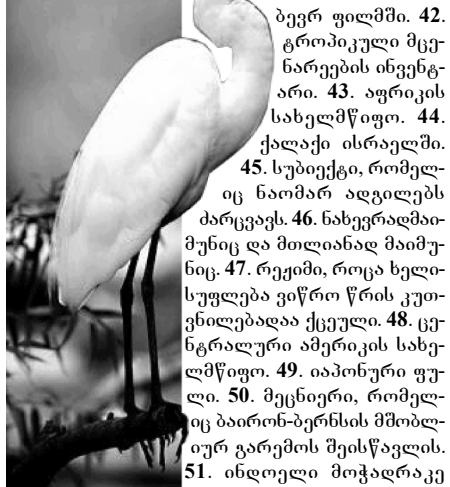 ბევრ ფილმში. 42.
ტროპიკული მცე-
ნარეების ინვენტ-
არი. 43. აფრიკის
სახელმწიფო. 44.
ქალაქი ისრაელში.
45. სუბიექტი, რომელ-
იც ნაომარ ადგილებს
ძარცვავს. 46. ნახევრადმაი-
მუნიც და მთლიანად მაიმუ-
ნიც. 47. რეჟიმი, როცა ხელი-
სუფლება ვიწრო წრის კუთ-
ვნილებადაა ქცეული. 48. ცე-
ნტრალური ამერიკის სახე-
ლმწიფო. 49. იაპონური ფუ-
ლი. 50. მეცნიერი, რომელ-
იც ბაირონ-ბერნსის მშობლ-
იურ გარემოს შეისწავლის.
51. ინდოელი მოჭადრაკე